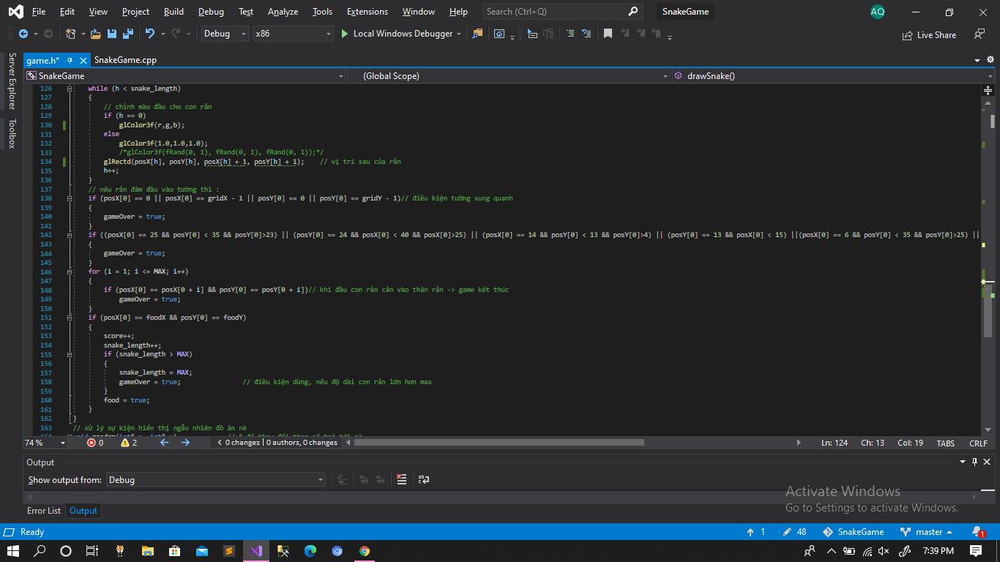 File Edit View Project Build Debug Test Analyze Tools Extensions Window Help Search (Ctrl+Q) SnakeGame AQ
Debug x86 Local Windows Debugger Live Share
Server Explorer
Toolbox
game.h* SnakeGame.cpp
SnakeGame (Global Scope) drawSnake()
126 while (h < snake_length)
127 {
128 // chỉnh màu đầu cho con rắn
129 if (h == 0)
130 glColor3f(r,g,b);
131 else
132 glColor3f(1.0,1.0,1.0);
133 /*glColor3f(fRand(0, 1), fRand(0, 1), fRand(0, 1));*/
134 glRectd(posX[h], posY[h], posX[h] + 1, posY[h] + 1); // vị trí sau của rắn
135 h++;
136 }
137 // nếu rắn đâm đầu vào tường thì :
138 if (posX[0] == 0 || posX[0] == gridX - 1 || posY[0] == 0 || posY[0] == gridY - 1)// điều kiện tường xung quanh
139 {
140 gameOver = true;
141 }
142 if ((posX[0] == 25 && posY[0] < 35 && posY[0]>23) || (posY[0] == 24 && posX[0] < 40 && posX[0]>25) || (posX[0] == 14 && posY[0] < 13 && posY[0]>4) || (posY[0] == 13 && posX[0] < 15) ||(posX[0] == 6 && posY[0] < 35 && posY[0]>25) ||
143 {
144 gameOver = true;
145 }
146 for (i = 1; i <= MAX; i++)
147 {
148 if (posX[0] == posX[0 + i] && posY[0] == posY[0 + i])// khi đầu con rắn cắn vào thân rắn -> game kết thúc
149 gameOver = true;
150 }
151 if (posX[0] == foodX && posY[0] == foodY)
152 {
153 score++;
154 snake_length++;
155 if (snake_length > MAX)
156 {
157 snake_length = MAX;
158 gameOver = true; // điều kiện dừng, nếu độ dài con rắn lớn hơn max
159 }
160 food = true;
161 }
162 }
163 // xử lý sự kiện hiển thị ngẫu nhiên đồ ăn nè
74 % 0 2 0 changes | 0 authors, 0 changes Ln: 124 Ch: 13 Col: 19 TABS CRLF
Output
Show output from: Debug
Activate Windows
Go to Settings to activate Windows.
Error List Output
Ready 1 48 SnakeGame master 1
7:39 PM